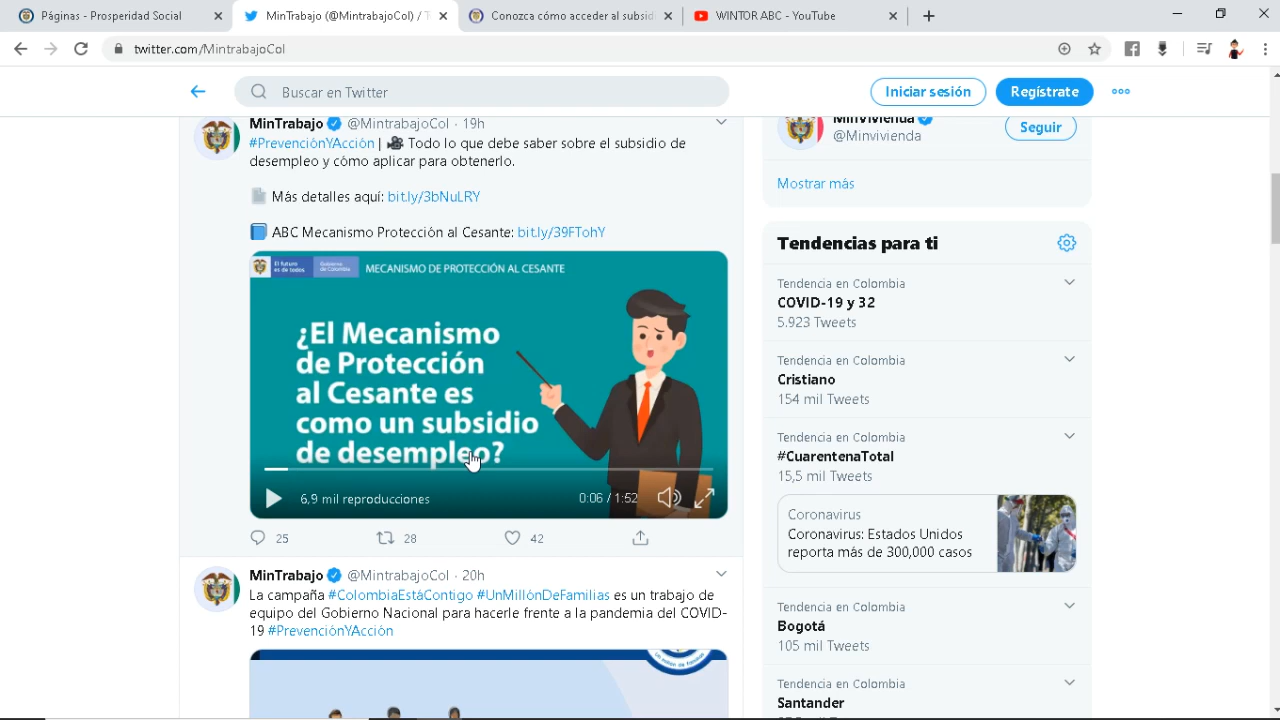 Páginas - Prosperidad Social
MinTrabajo (@MintrabajoCol) / T
Conozca cómo acceder al subsid
WINTOR ABC - YouTube
twitter.com/MintrabajoCol
Buscar en Twitter
Iniciar sesión
Regístrate
MinTrabajo @MintrabajoCol · 19h
#PrevenciónYAcción | Todo lo que debe saber sobre el subsidio de
desempleo y cómo aplicar para obtenerlo.
Más detalles aquí: bit.ly/3bNuLRY
ABC Mecanismo Protección al Cesante: bit.ly/39FTohY
El futuro
es de todos
Gobierno
de Colombia
MECANISMO DE PROTECCIÓN AL CESANTE
¿El Mecanismo
de Protección
al Cesante es
como un subsidio
de desempleo?
6,9 mil reproducciones
0:06 / 1:52
25
28
42
MinTrabajo @MintrabajoCol · 20h
La campaña #ColombiaEstáContigo #UnMillónDeFamilias es un trabajo de
equipo del Gobierno Nacional para hacerle frente a la pandemia del COVID-
19 #PrevenciónYAcción
MinVivienda
@Minvivienda
Seguir
Mostrar más
Tendencias para ti
Tendencia en Colombia
COVID-19 y 32
5.923 Tweets
Tendencia en Colombia
Cristiano
154 mil Tweets
Tendencia en Colombia
#CuarentenaTotal
15,5 mil Tweets
Coronavirus
Coronavirus: Estados Unidos
reporta más de 300,000 casos
Tendencia en Colombia
Bogotá
105 mil Tweets
Tendencia en Colombia
Santander